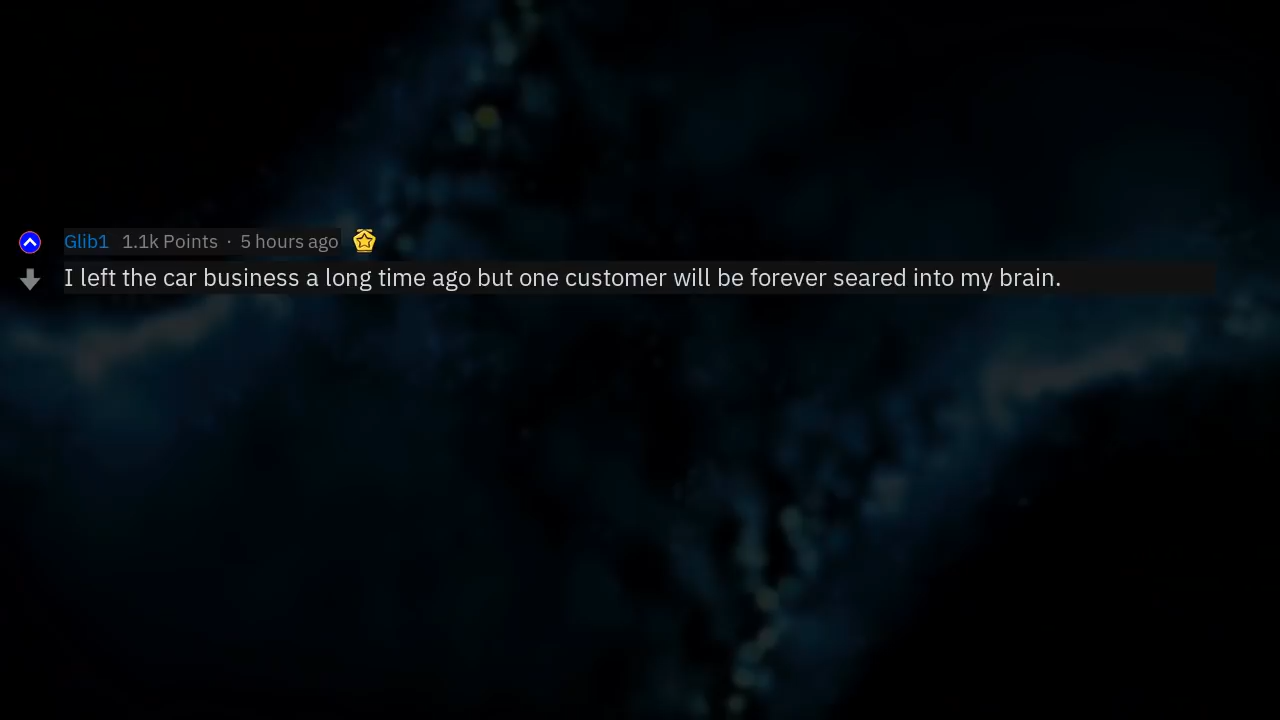 Glib1 1.1k Points · 5 hours ago
I left the car business a long time ago but one customer will be forever seared into my brain.